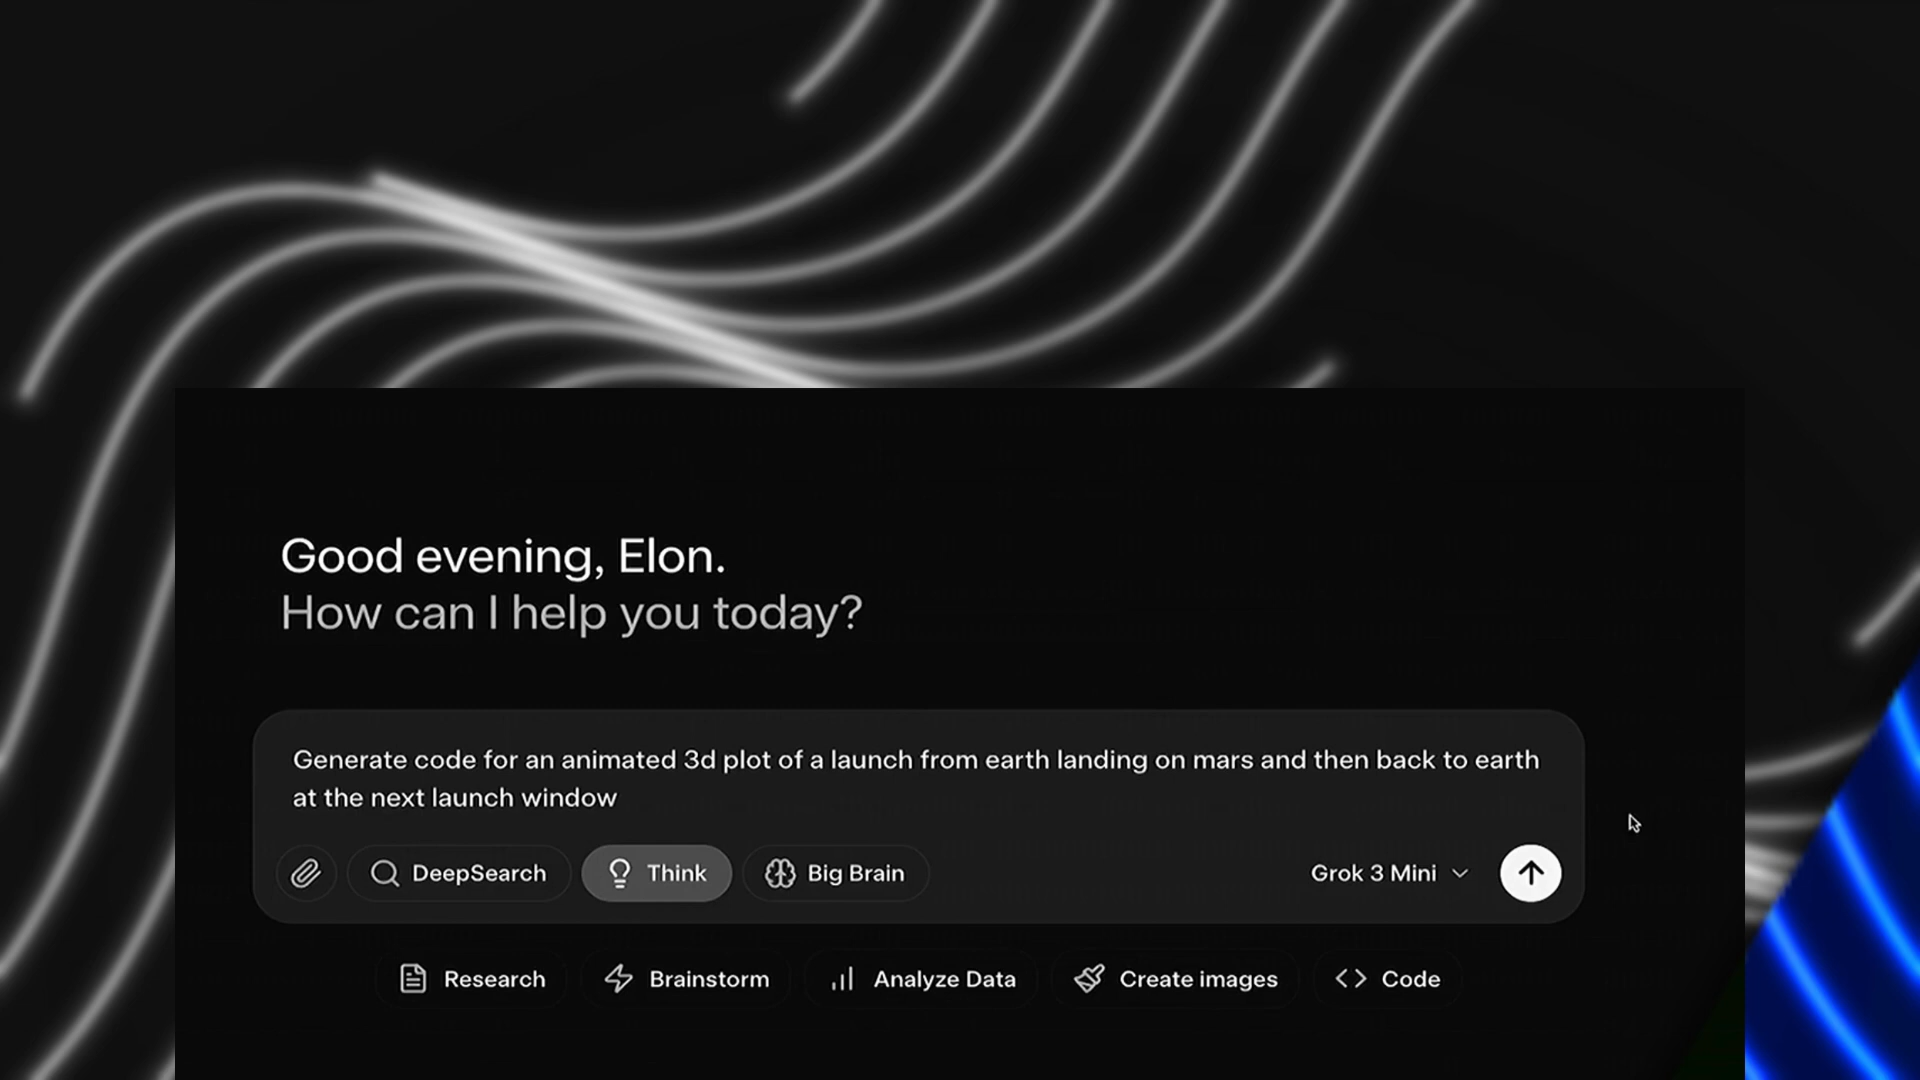 Good evening, Elon.
How can I help you today?
Generate code for an animated 3d plot of a launch from earth landing on mars and then back to earth
at the next launch window
DeepSearch
Think
Big Brain
Grok 3 Mini
Research
Brainstorm
Analyze Data
Create images
Code